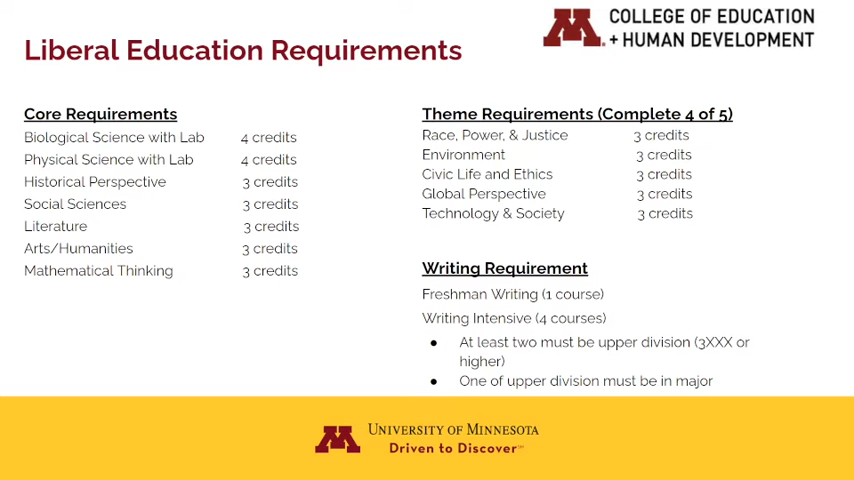 COLLEGE OF EDUCATION
+ HUMAN DEVELOPMENT
Liberal Education Requirements
Core Requirements
Biological Science with Lab 4 credits
Physical Science with Lab 4 credits
Historical Perspective 3 credits
Social Sciences 3 credits
Literature 3 credits
Arts/Humanities 3 credits
Mathematical Thinking 3 credits
Theme Requirements (Complete 4 of 5)
Race, Power, & Justice 3 credits
Environment 3 credits
Civic Life and Ethics 3 credits
Global Perspective 3 credits
Technology & Society 3 credits
Writing Requirement
Freshman Writing (1 course)
Writing Intensive (4 courses)
● At least two must be upper division (3XXX or
higher)
● One of upper division must be in major
M UNIVERSITY OF MINNESOTA
Driven to Discover℠